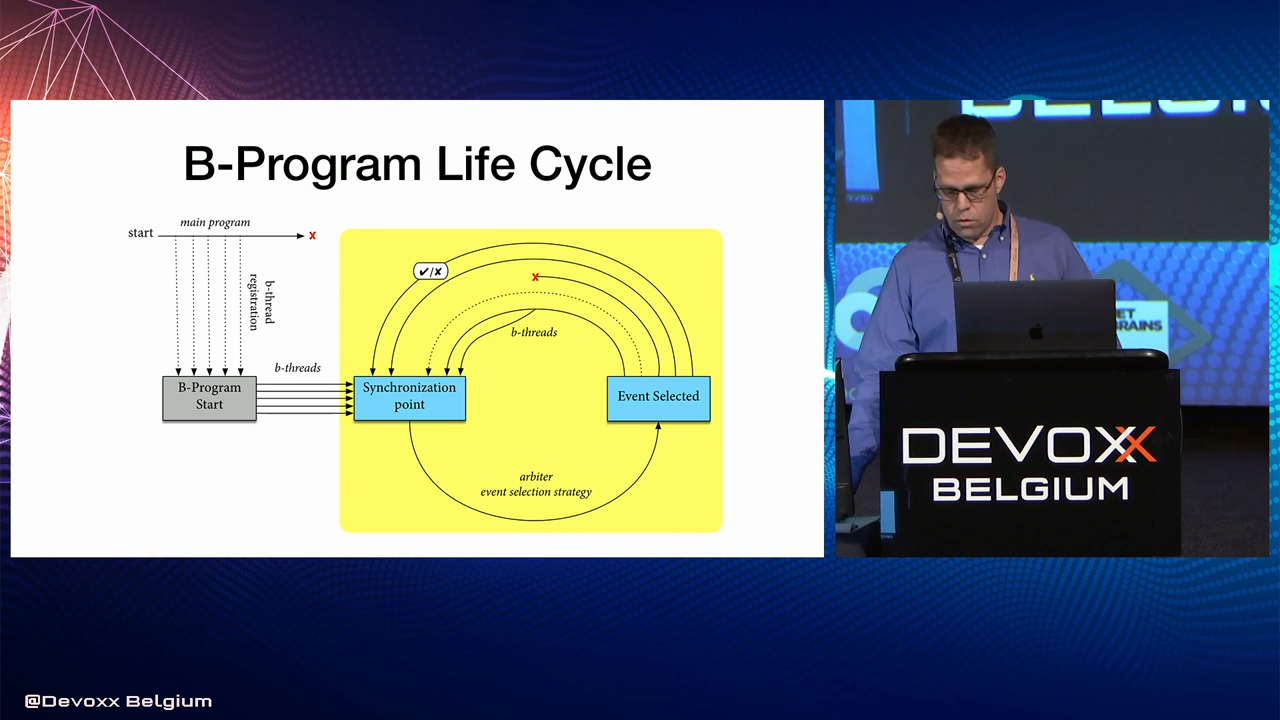 B-Program Life Cycle
main program
start
x
b-thread
registration
✔/✘
x
b-threads
b-threads
B-Program
Start
Synchronization
point
Event Selected
arbiter
event selection strategy
DEVOXX
BELGIUM
@Devoxx Belgium